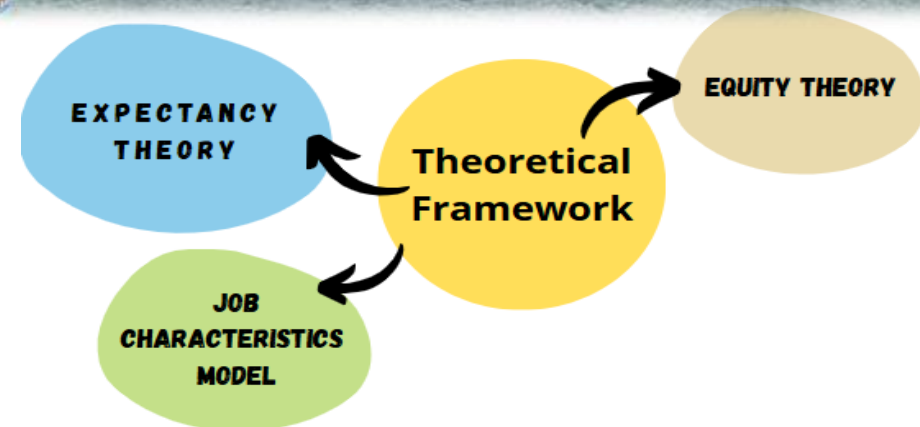 EXPECTANCY
THEORY
Theoretical
Framework
EQUITY THEORY
JOB
CHARACTERISTICS
MODEL